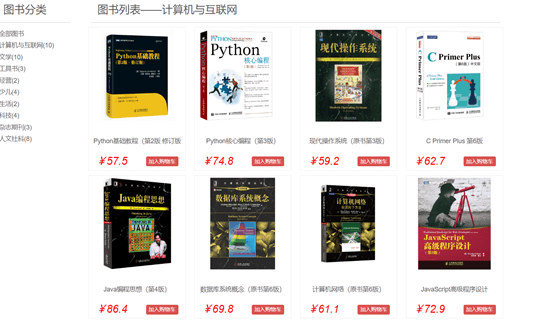 图书分类
全部图书
计算机与互联网(10)
文学(10)
工具书(3)
经管(2)
少儿(4)
生活(2)
科技(4)
杂志期刊(3)
人文社科(8)
图书列表——计算机与互联网
Python基础教程
(第2版·修订版)
Python基础教程（第2版 修订版
¥57.5
加入购物车
PYTHON
Python
核心编程
Python核心编程（第3版）
¥74.8
加入购物车
现代操作系统
现代操作系统（原书第3版）
¥59.2
加入购物车
C Primer Plus
C Primer Plus 第6版
¥62.7
加入购物车
Java编程思想
JAVA
Java编程思想（第4版）
¥86.4
加入购物车
数据库系统概念
数据库系统概念（原书第6版）
¥69.8
加入购物车
计算机网络
计算机网络（原书第6版）
¥61.1
加入购物车
JavaScript
高级程序设计
JavaScript高级程序设计
¥72.9
加入购物车